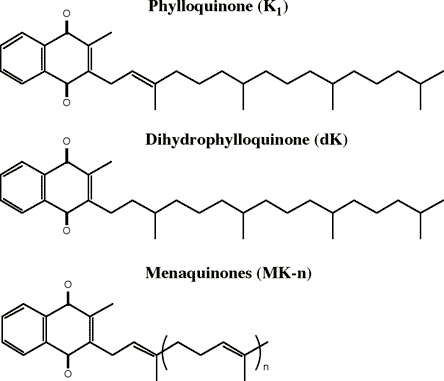 Phylloquinone (K₁)
O
O
Dihydrophylloquinone (dK)
O
O
Menaquinones (MK-n)
O
n
O